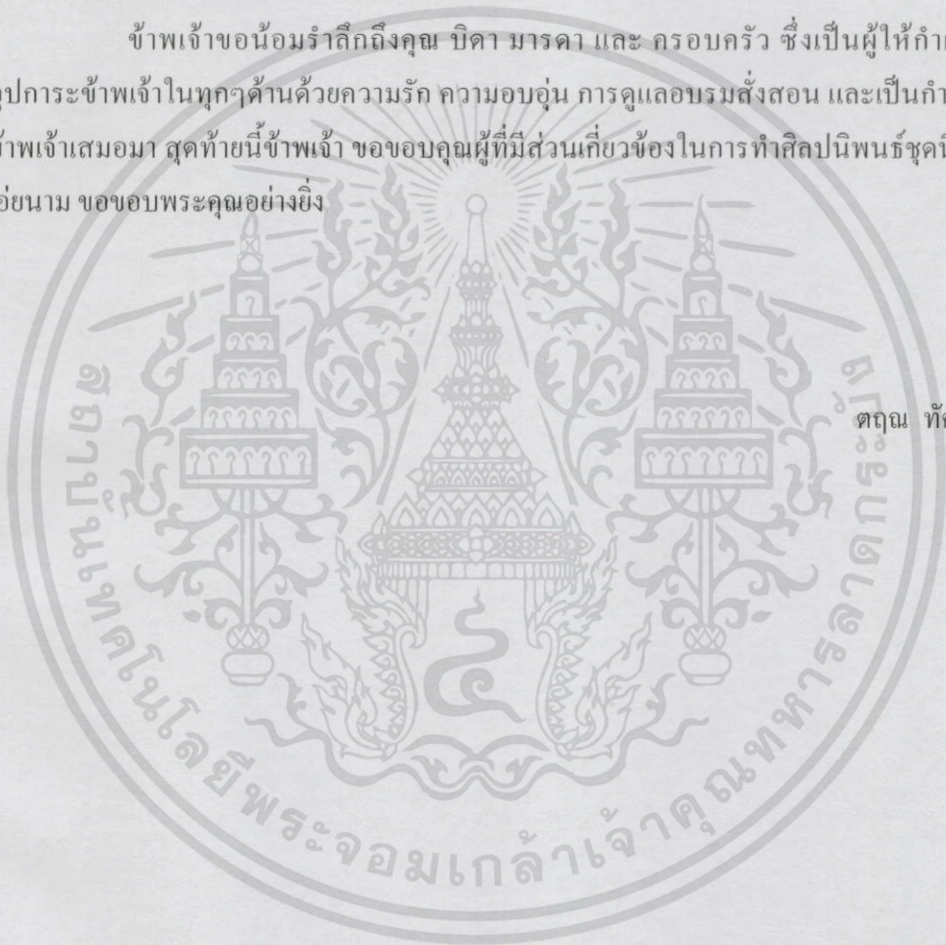 ข้าพเจ้าขอน้อมรำลึกถึงคุณ บิดา มารดา และ ครอบครัว ซึ่งเป็นผู้ให้
อุปการะข้าพเจ้าในทุกๆด้านด้วยความรัก ความอบอุ่น การดูแลอบรมสั่งสอน และเป็น
ข้าพเจ้าเสมอมา สุดท้ายนี้ข้าพเจ้า ขอขอบคุณผู้ที่มีส่วนเกี่ยวข้องในการทำศิลปนิพนธ์
เอ่ยนาม ขอขอบพระคุณอย่างยิ่ง
ตฤณ
สถาบันเทคโนโลยีพระจอมเกล้าเจ้าคุณทหารลาดกระบัง
๔